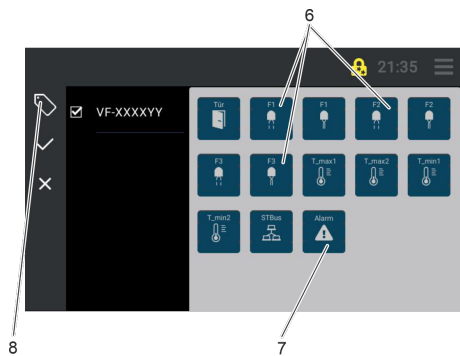 6
21:35
VF-XXXXYY
Tür F1 F1 F2 F2
F3 F3 T_max1 T_max2 T_min1
T_min2 STBus Alarm
8
7